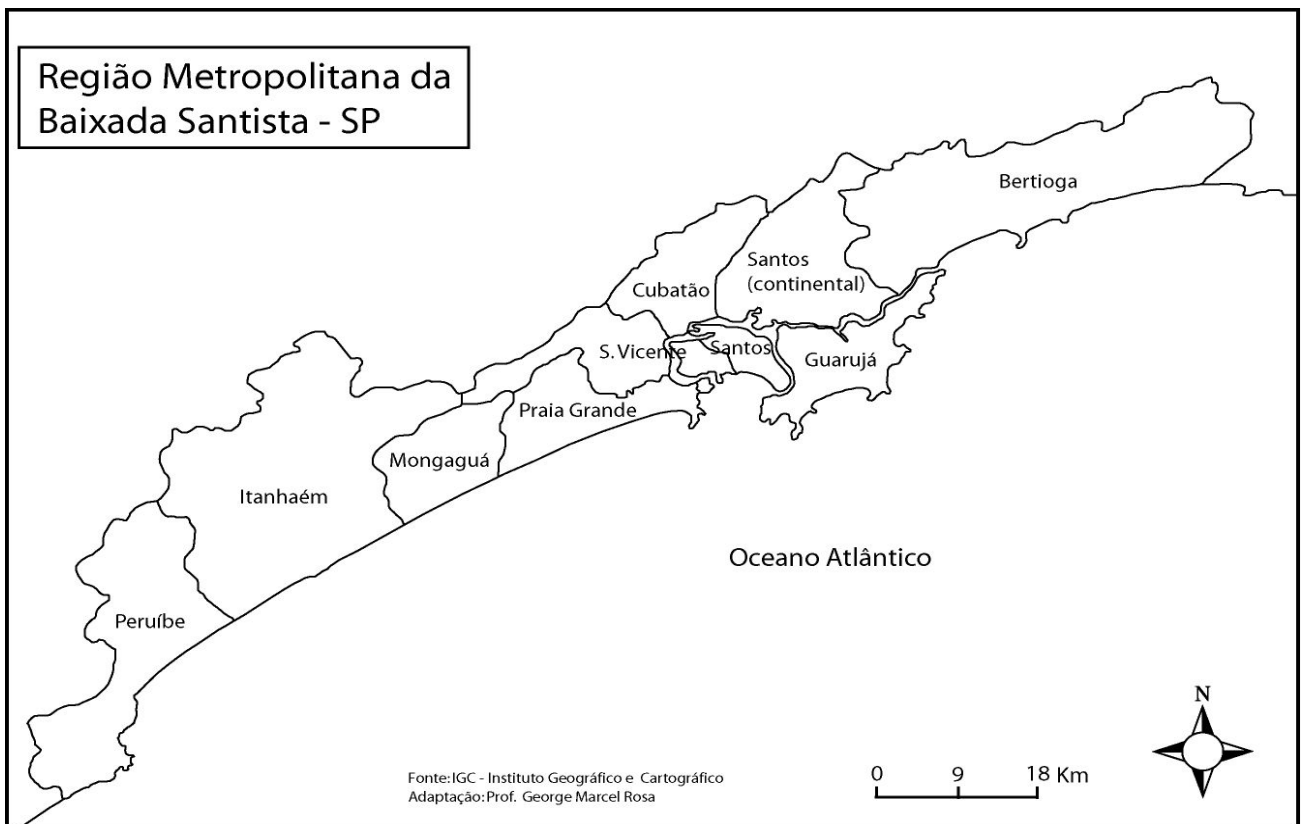 Região Metropolitana da
Baixada Santista - SP
Bertioga
Santos
(continental)
Cubatão
S. Vicente
Santos
Guarujá
Praia Grande
Mongaguá
Itanhaém
Oceano Atlântico
Peruíbe
N
0 9 18 Km
Fonte: IGC - Instituto Geográfico e Cartográfico
Adaptação: Prof. George Marcel Rosa